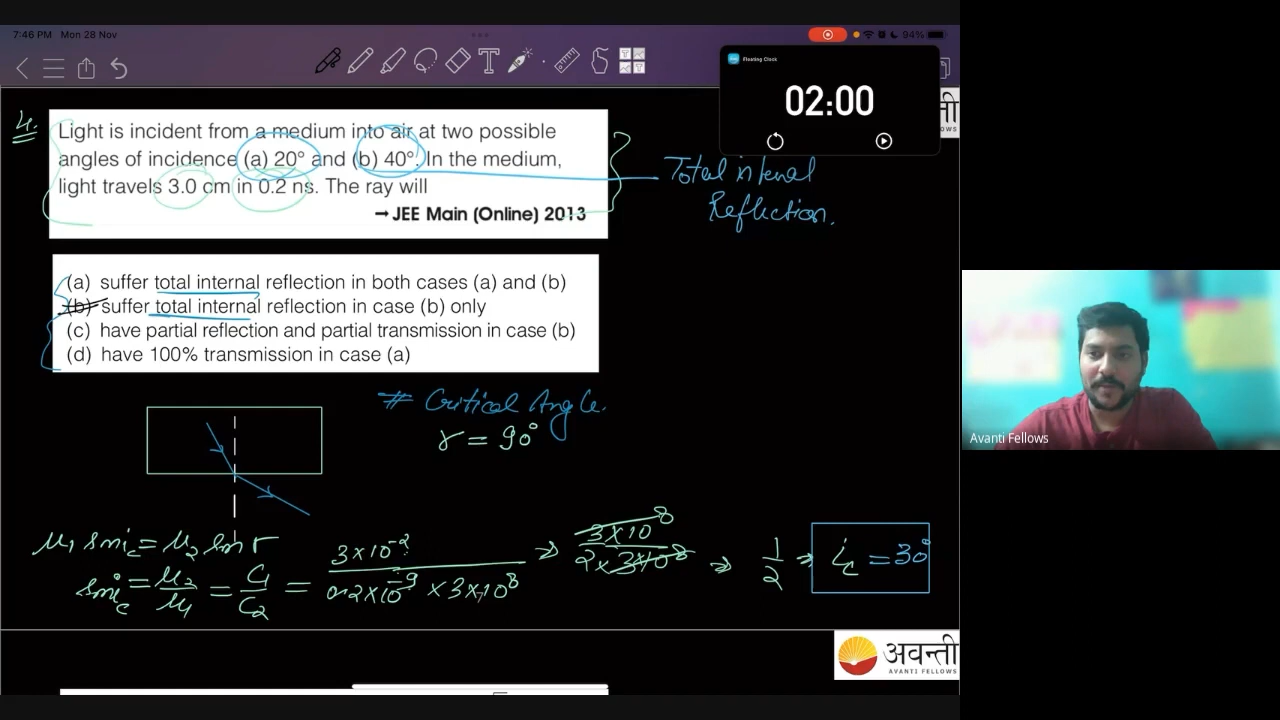 7:46 PM Mon 28 Nov
94%
Floating Clock
02:00
4.
Light is incident from a medium into air at two possible
angles of incidence (a) 20° and (b) 40°. In the medium,
light travels 3.0 cm in 0.2 ns. The ray will
→ JEE Main (Online) 2013
Total internal
Reflection.
(a) suffer total internal reflection in both cases (a) and (b)
(b) suffer total internal reflection in case (b) only
(c) have partial reflection and partial transmission in case (b)
(d) have 100% transmission in case (a)
# Critical Angle.
r = 90°
μ₁ sin i_c = μ₂ sin r
sin i_c = μ₂/μ₁ = C₁/C₂ = 3×10⁻²/0.2×10⁻⁹ × 3×10⁸ ⇒ 3×10⁸/2×3×10⁸ ⇒ 1/2 ⇒ i_c = 30°
Avanti Fellows
अवन्ती
AVANTI FELLOWS